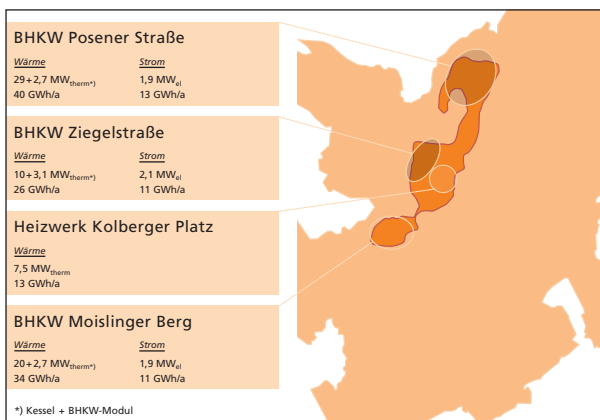 BHKW Posener Straße
Wärme Strom
29+2,7 MWtherm*) 1,9 MWel
40 GWh/a 13 GWh/a
BHKW Ziegelstraße
Wärme Strom
10+3,1 MWtherm*) 2,1 MWel
26 GWh/a 11 GWh/a
Heizwerk Kolberger Platz
Wärme
7,5 MWtherm
13 GWh/a
BHKW Moislinger Berg
Wärme Strom
20+2,7 MWtherm*) 1,9 MWel
34 GWh/a 11 GWh/a
*) Kessel + BHKW-Modul